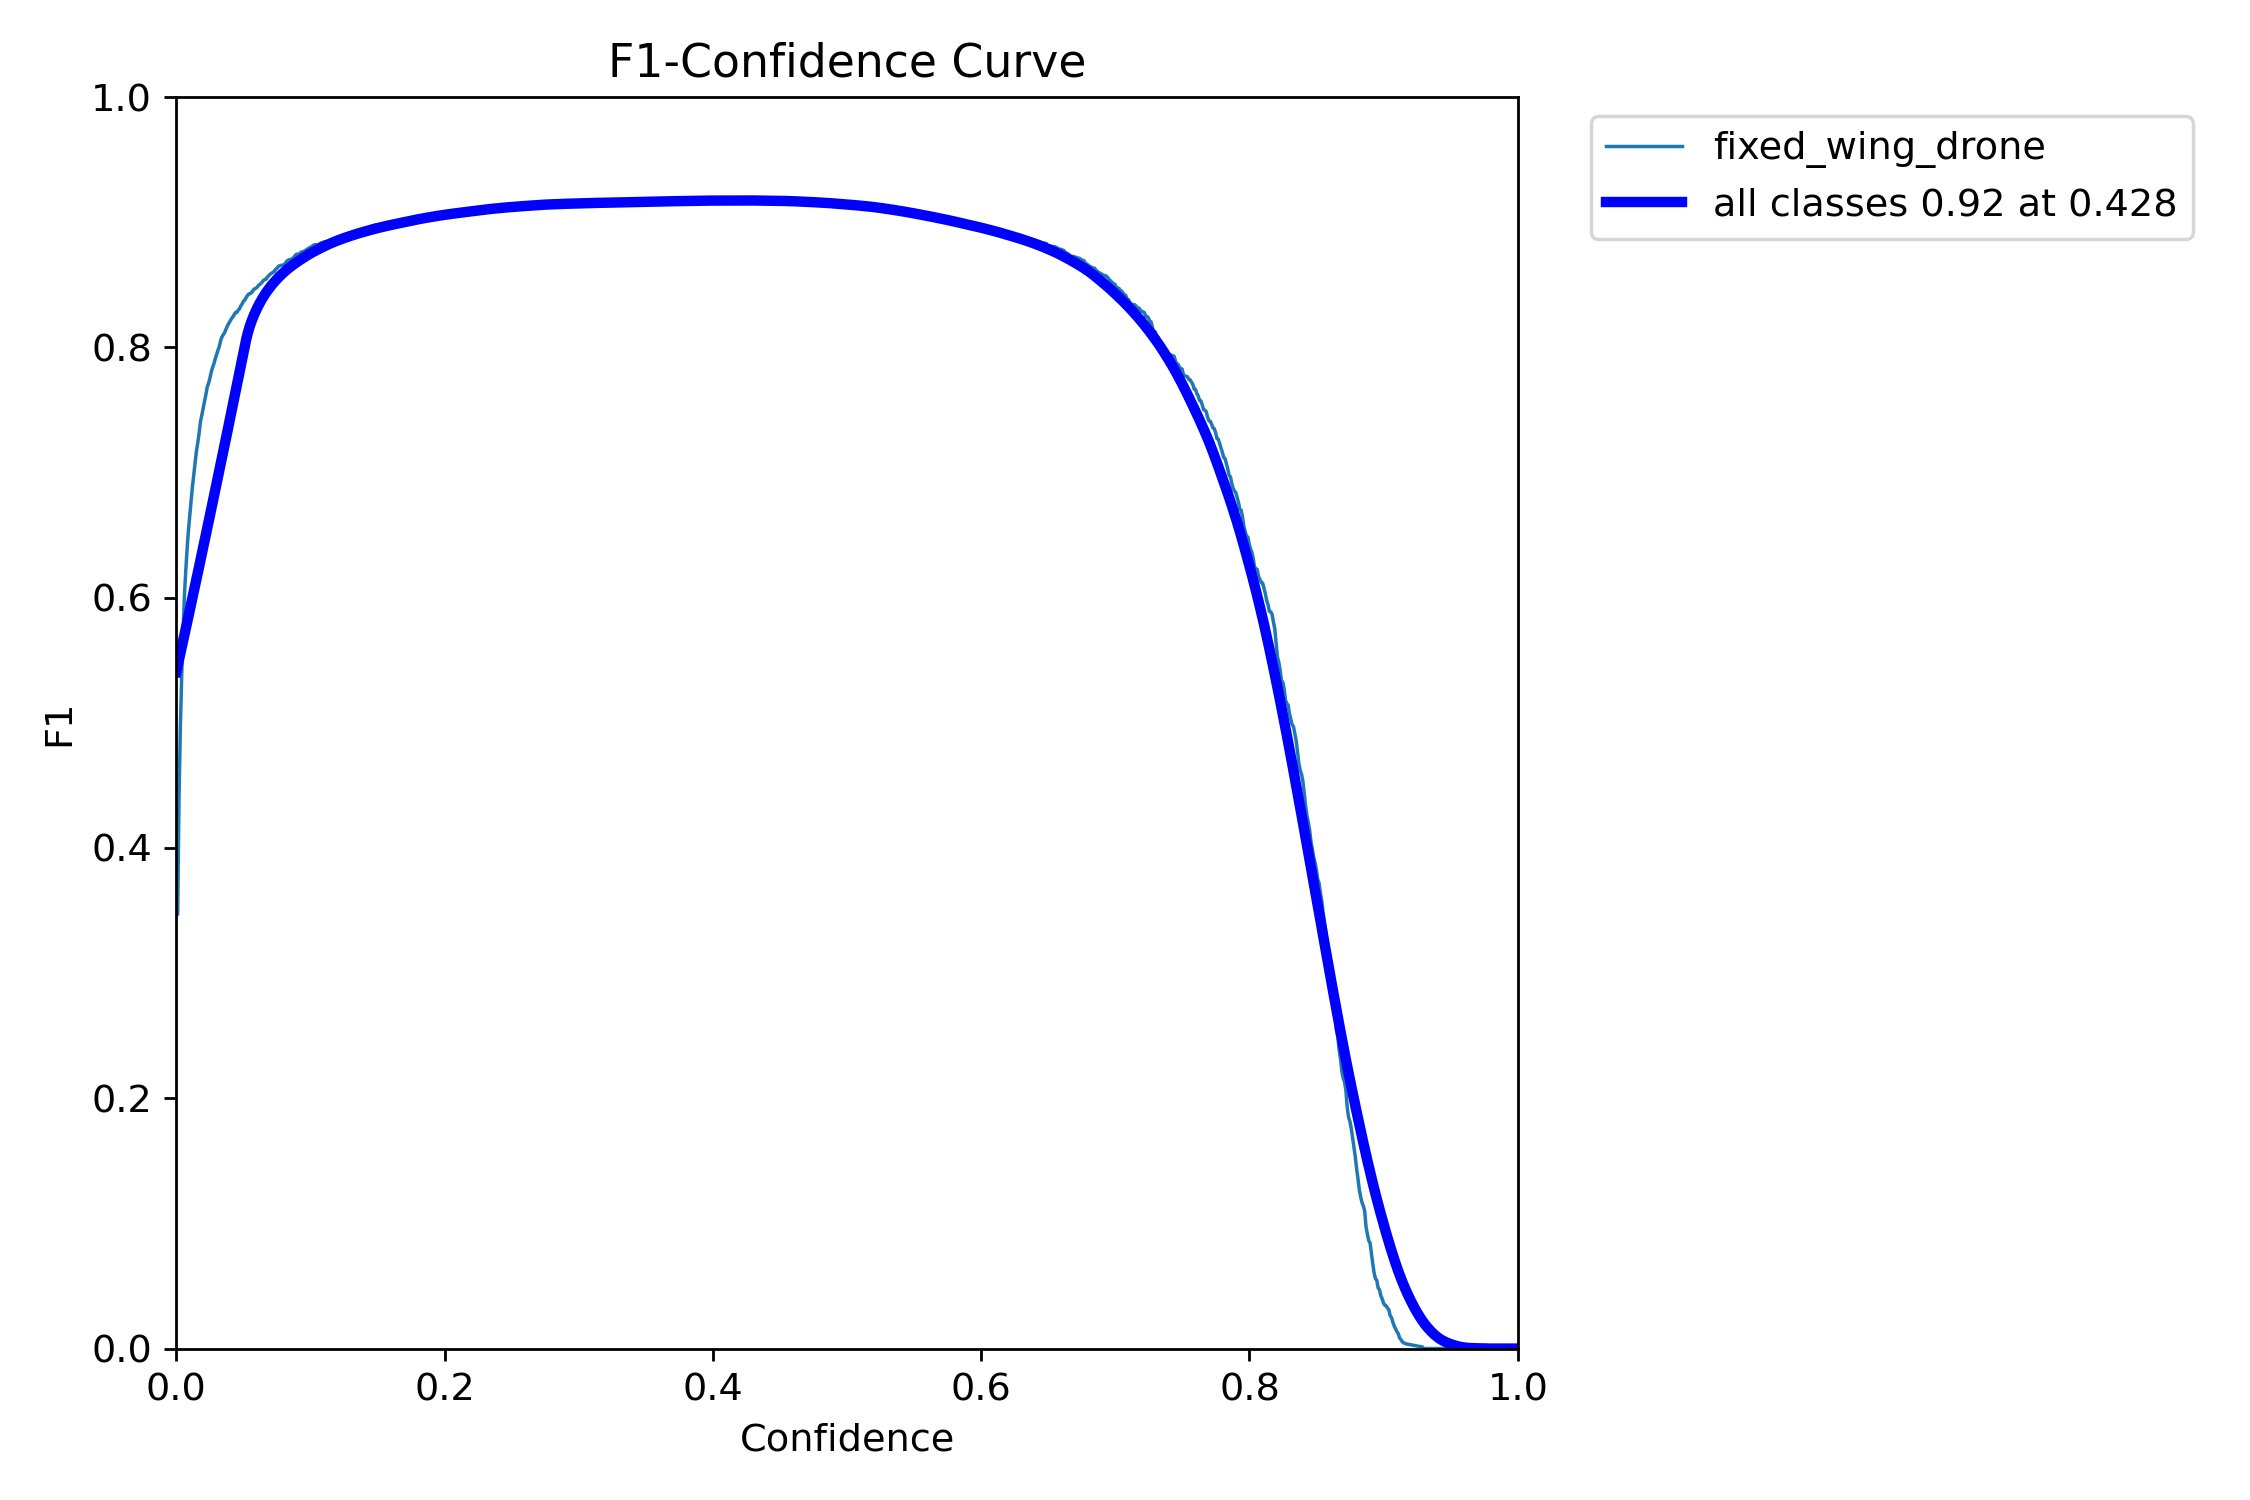 F1-Confidence Curve
1.0
0.8
0.6
0.4
0.2
0.0
F1
0.0 0.2 0.4 0.6 0.8 1.0
Confidence
fixed_wing_drone
all classes 0.92 at 0.428